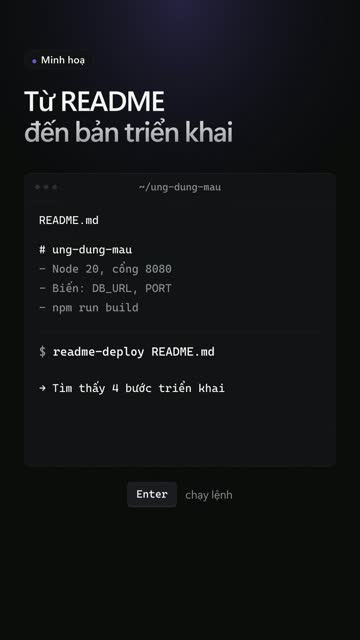 Minh hoạ
Từ README
đến bản triển khai
~/ung-dung-mau
README.md
# ung-dung-mau
- Node 20, cổng 8080
- Biến: DB_URL, PORT
- npm run build
$ readme-deploy README.md
→ Tìm thấy 4 bước triển khai
Enter chạy lệnh